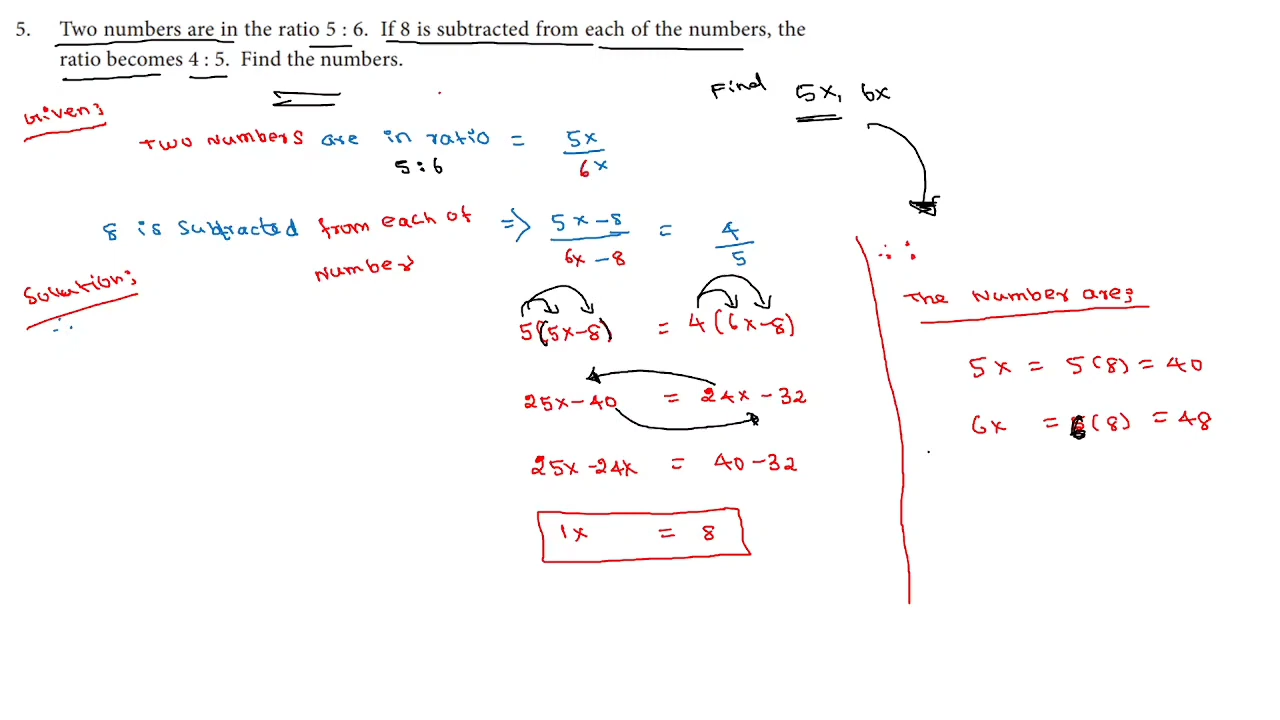 5. Two numbers are in the ratio 5 : 6. If 8 is subtracted from each of the numbers, the
ratio becomes 4 : 5. Find the numbers.
Find 5x, 6x
Given:
Two Numbers are in ratio = 5x/6x
5:6
8 is Subtracted from each of Number => 5x-8/6x-8 = 4/5
Solution:
∴
5(5x-8) = 4(6x-8)
25x-40 = 24x-32
25x-24x = 40-32
1x = 8
∴
The Number are:
5x = 5(8) = 40
6x = 6(8) = 48